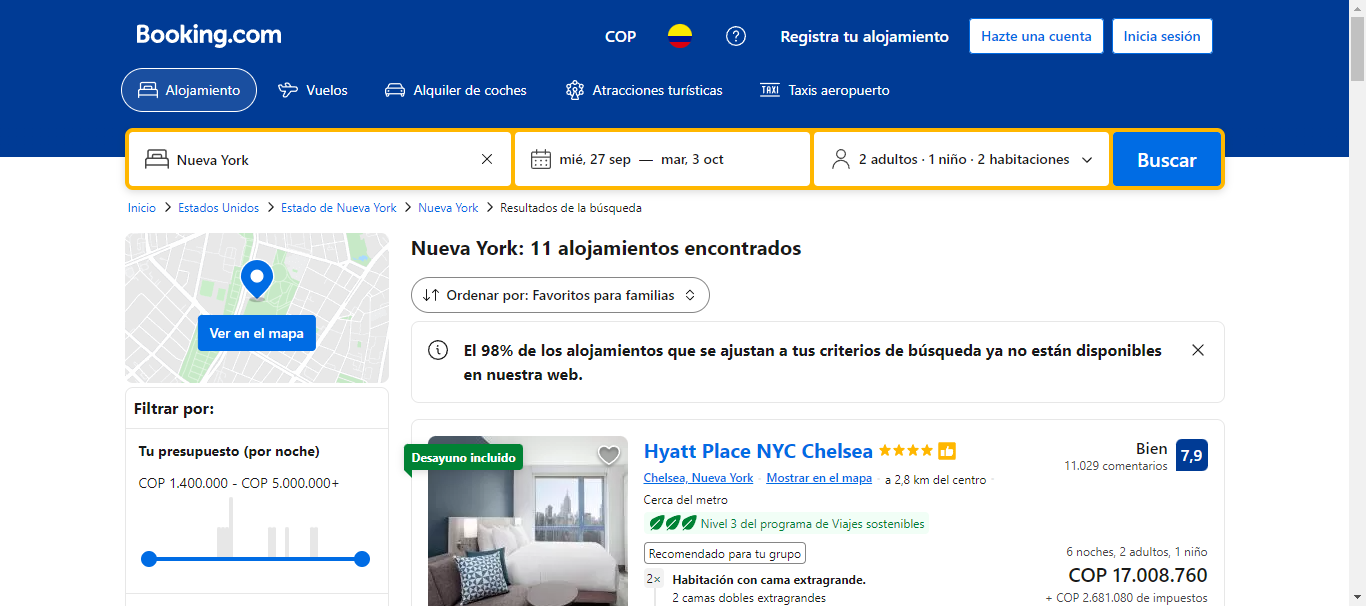 Booking.com
COP
Registra tu alojamiento
Hazte una cuenta
Inicia sesión
Alojamiento
Vuelos
Alquiler de coches
Atracciones turísticas
TAXI
Taxis aeropuerto
Nueva York
mié, 27 sep — mar, 3 oct
2 adultos · 1 niño · 2 habitaciones
Buscar
Inicio > Estados Unidos > Estado de Nueva York > Nueva York > Resultados de la búsqueda
Ver en el mapa
Filtrar por:
Tu presupuesto (por noche)
COP 1.400.000 - COP 5.000.000+
Nueva York: 11 alojamientos encontrados
Ordenar por: Favoritos para familias
El 98% de los alojamientos que se ajustan a tus criterios de búsqueda ya no están disponibles
en nuestra web.
Desayuno incluido
Hyatt Place NYC Chelsea
Bien
11.029 comentarios
7,9
Chelsea, Nueva York · Mostrar en el mapa · a 2,8 km del centro ·
Cerca del metro
Nivel 3 del programa de Viajes sostenibles
Recomendado para tu grupo
2× Habitación con cama extragrande.
2 camas dobles extragrandes
6 noches, 2 adultos, 1 niño
COP 17.008.760
+ COP 2.681.080 de impuestos